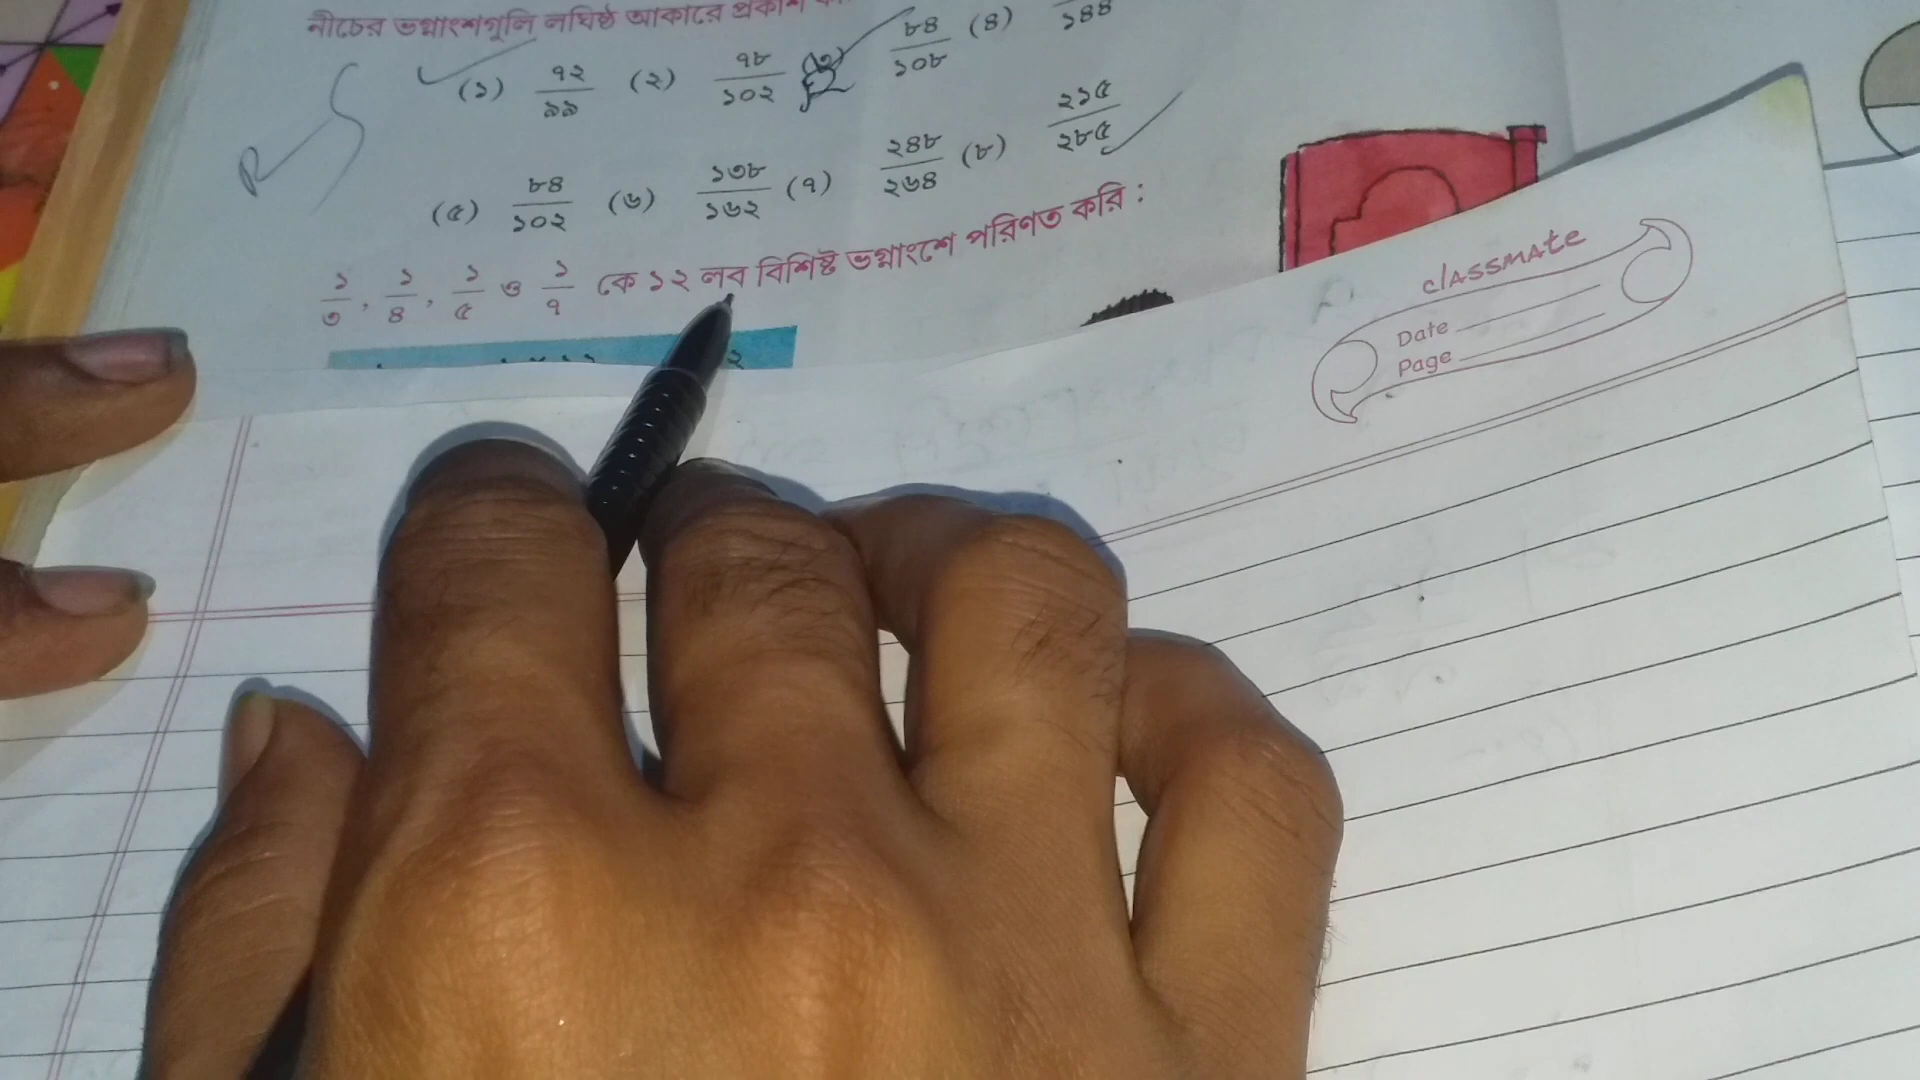 নীচের ভগ্নাংশগুলি লঘিষ্ঠ আকারে প্রকাশ
(১) ৭২/৯৯ (২) ৭৮/১০২ (৩) ৮৪/১০৮ (৪) ১৪৪
(৫) ৮৪/১০২ (৬) ১৩৮/১৬২ (৭) ২৪৮/২৬৪ (৮) ২১৫/২৮৫
১/৩, ১/৪, ১/৫ ও ১/৭ কে ১২ লব বিশিষ্ট ভগ্নাংশে পরিণত করি :
classmate
Date
Page